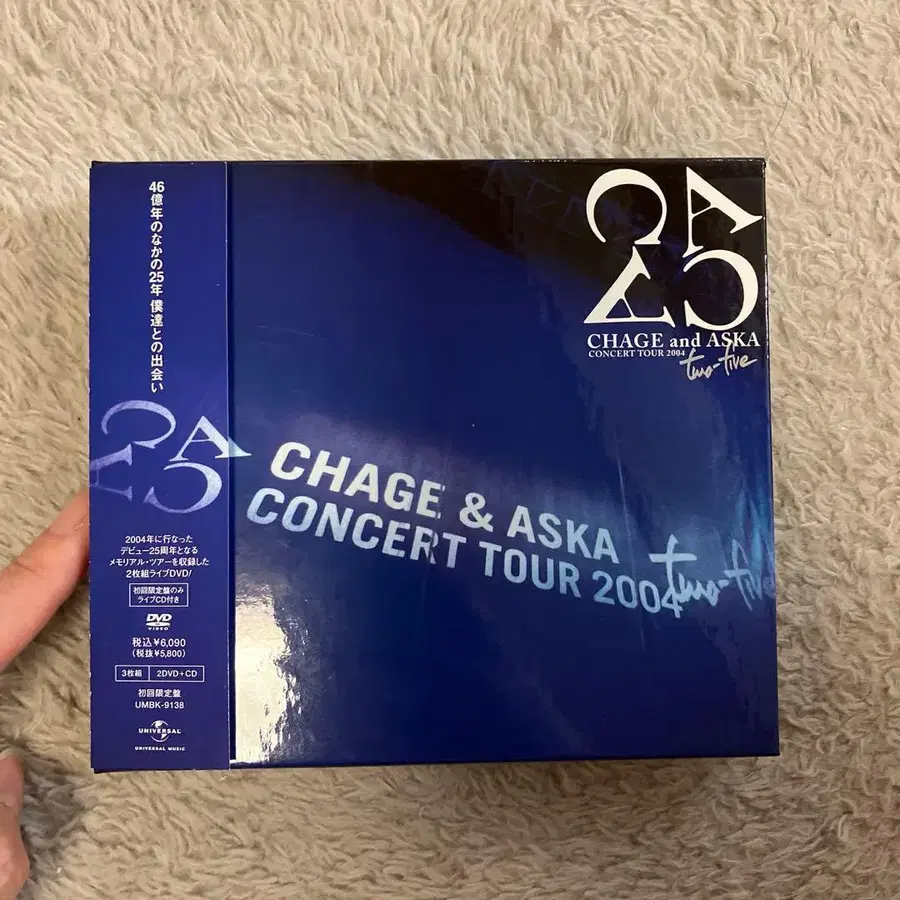 46億年のなかの25年 僕達との出会い
CA
AC
2004年に行なった
デビュー25周年となる
メモリアル・ツアーを収録した
2枚組ライブDVD!
初回限定盤のみ
ライブCD付き
DVD
VIDEO
税込¥6,090
(税抜¥5,800)
3枚組 2DVD+CD
初回限定盤
UMBK-9138
UNIVERSAL
UNIVERSAL MUSIC
CA
AC
CHAGE and ASKA
CONCERT TOUR 2004
two-five
CHAGE & ASKA
CONCERT TOUR 2004 two-five